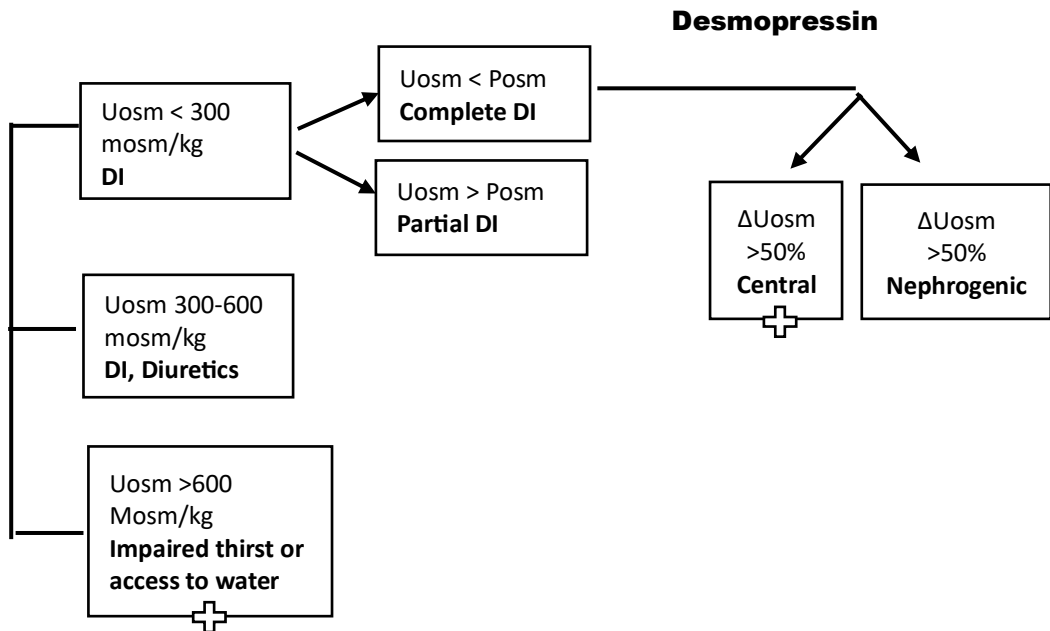 Desmopressin
Uosm < 300
mosm/kg
DI
Uosm < Posm
Complete DI
Uosm > Posm
Partial DI
ΔUosm
>50%
Central
ΔUosm
>50%
Nephrogenic
Uosm 300-600
mosm/kg
DI, Diuretics
Uosm >600
Mosm/kg
Impaired thirst or
access to water